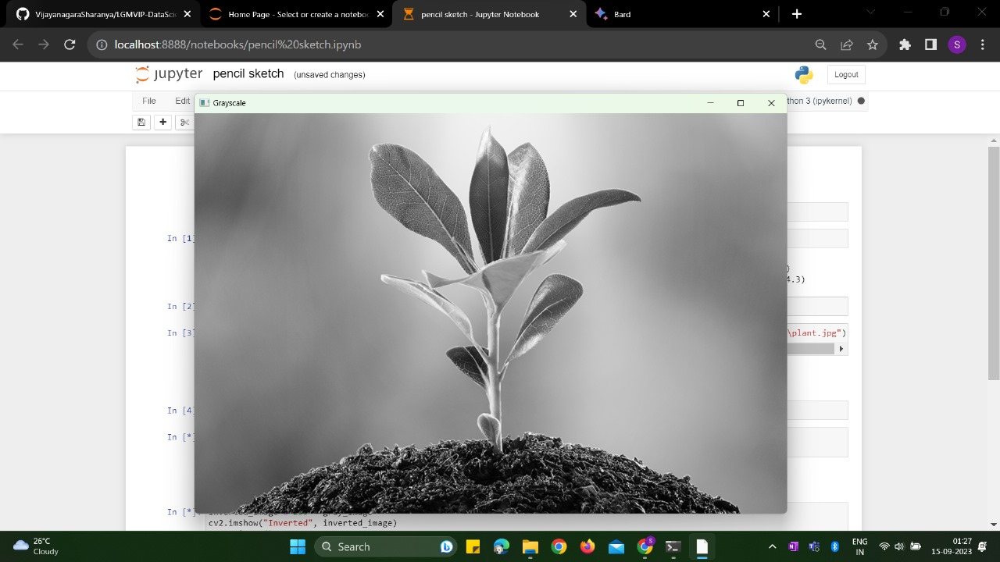 VijayanagaraSharanya/LGMVIP-DataSci
Home Page - Select or create a notebo
pencil sketch - Jupyter Notebook
Bard
localhost:8888/notebooks/pencil%20sketch.ipynb
S
jupyter pencil sketch (unsaved changes)
Logout
File Edit
thon 3 (ipykernel)
Grayscale
In [1]
)
4.3)
In [2]
In [3]
\plant.jpg")
In [4]
In [*]
In [*]:
cv2.imshow("Inverted", inverted_image)
26°C
Cloudy
Search
ENG
IN
01:27
15-09-2023